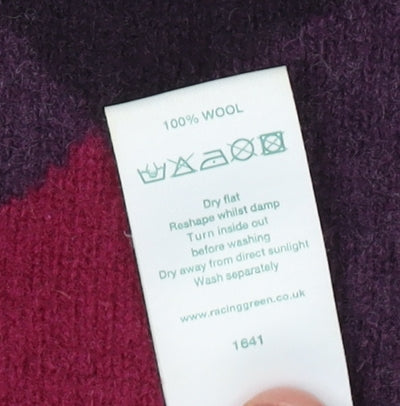 100% WOOL
Dry flat
Reshape whilst damp
Turn inside out
before washing
Dry away from direct sunlight
Wash separately
www.racinggreen.co.uk
1641